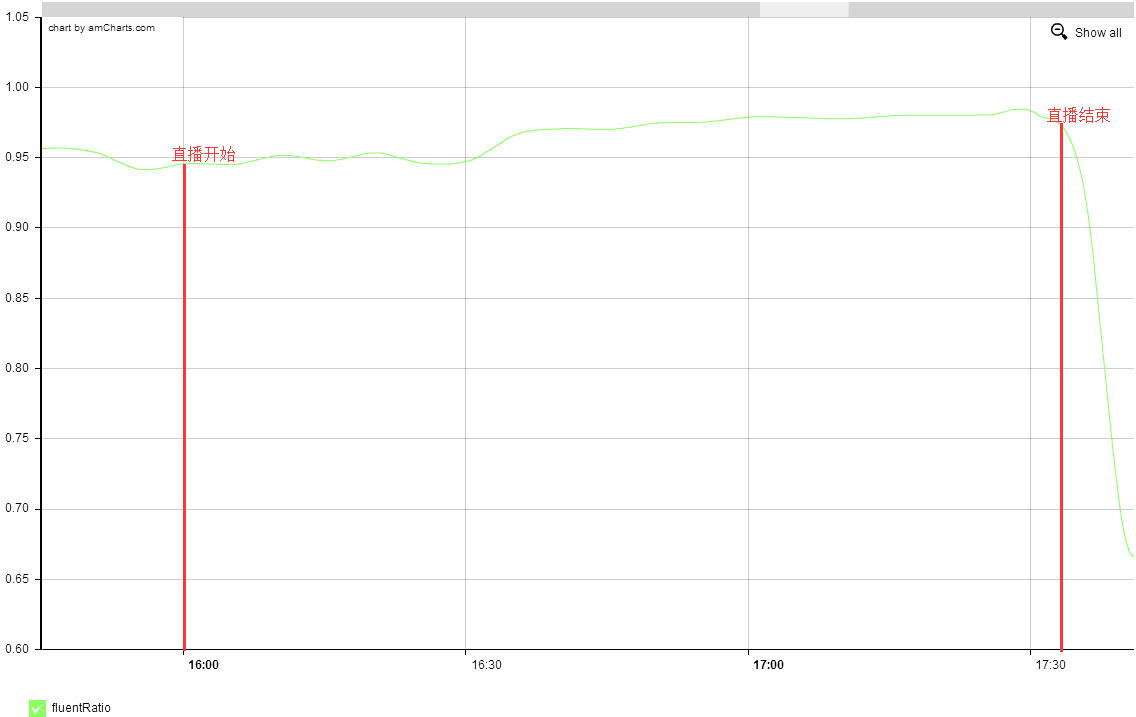 1.05
chart by amCharts.com
Show all
1.00
直播结束
直播开始
0.95
0.90
0.85
0.80
0.75
0.70
0.65
0.60
16:00
16:30
17:00
17:30
fluentRatio